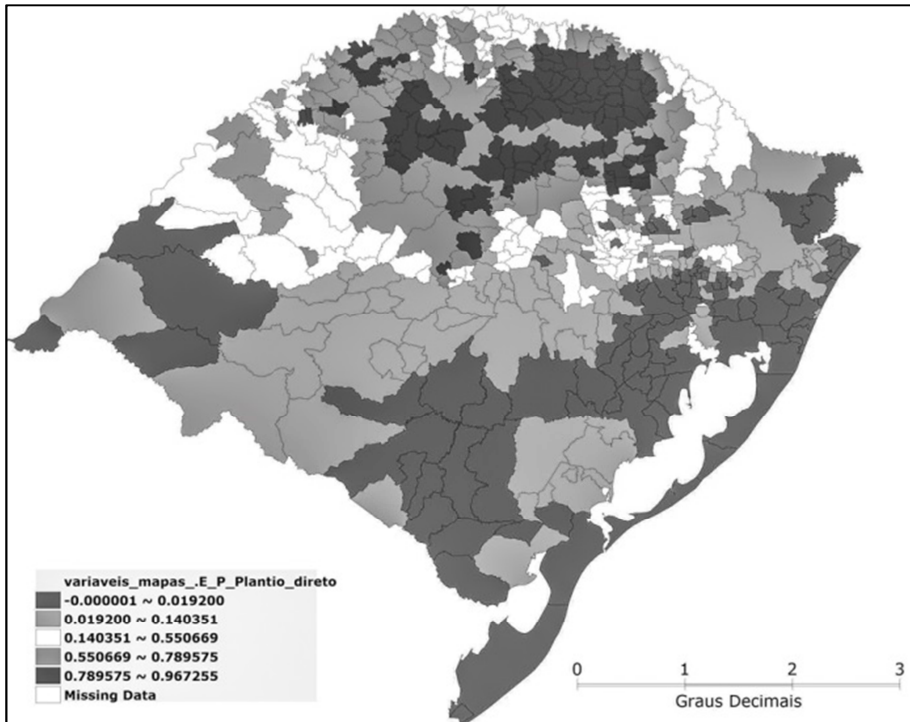 variaveis_mapas_.E_P_Plantio_direto
-0.000001 ~ 0.019200
0.019200 ~ 0.140351
0.140351 ~ 0.550669
0.550669 ~ 0.789575
0.789575 ~ 0.967255
Missing Data
0 1 2 3
Graus Decimais